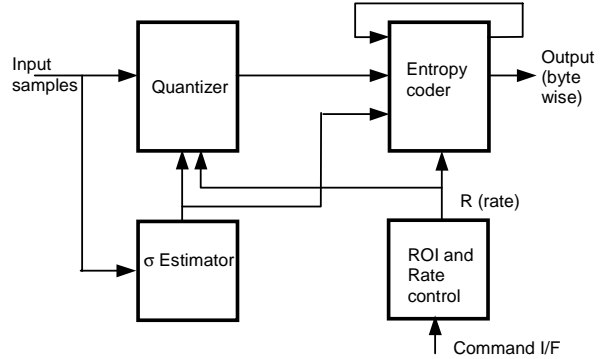 Input
samples
Quantizer
Entropy
coder
Output
(byte
wise)
R (rate)
σ Estimator
ROI and
Rate
control
Command I/F